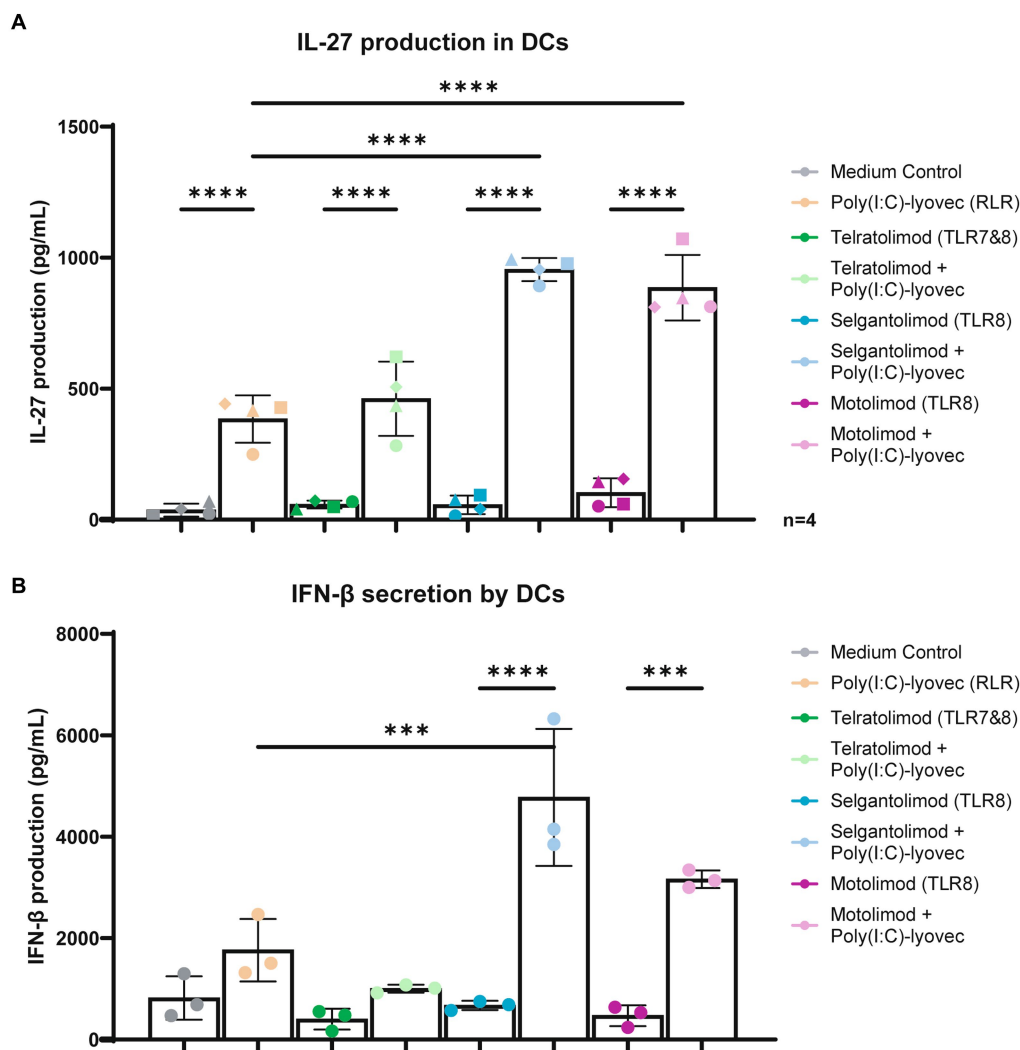 A
IL-27 production in DCs
****
****
**** **** **** ****
IL-27 production (pg/mL)
1500
1000
500
0
Medium Control
Poly(I:C)-lyovec (RLR)
Telratolimod (TLR7&8)
Telratolimod +
Poly(I:C)-lyovec
Selgantolimod (TLR8)
Selgantolimod +
Poly(I:C)-lyovec
Motolimod (TLR8)
Motolimod +
Poly(I:C)-lyovec
n=4
B
IFN-β secretion by DCs
**** ***
***
IFN-β production (pg/mL)
8000
6000
4000
2000
0
Medium Control
Poly(I:C)-lyovec (RLR)
Telratolimod (TLR7&8)
Telratolimod +
Poly(I:C)-lyovec
Selgantolimod (TLR8)
Selgantolimod +
Poly(I:C)-lyovec
Motolimod (TLR8)
Motolimod +
Poly(I:C)-lyovec